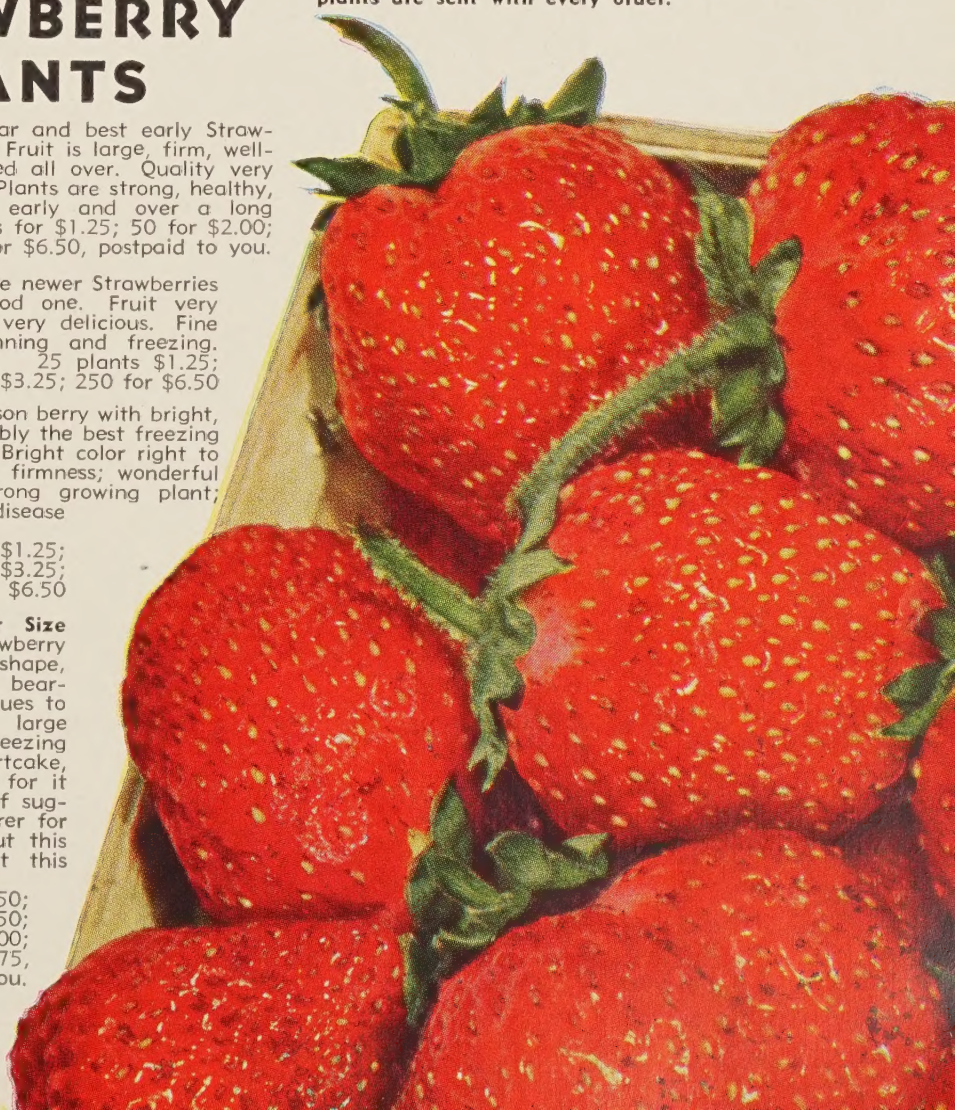 plants are sent with every order.
WBERRY
ANTS
ar and best early Straw-
Fruit is large, firm, well-
ed all over. Quality very
Plants are strong, healthy,
early and over a long
s for $1.25; 50 for $2.00;
or $6.50, postpaid to you.
e newer Strawberries
od one. Fruit very
very delicious. Fine
nning and freezing.
25 plants $1.25;
$3.25; 250 for $6.50
son berry with bright,
bly the best freezing
Bright color right to
firmness; wonderful
rong growing plant;
disease
$1.25;
$3.25;
$6.50
r Size
wberry
shape,
bear-
ues to
large
eezing
rtcake,
for it
f sug-
rer for
ut this
t this
50;
50;
00;
75,
ou.